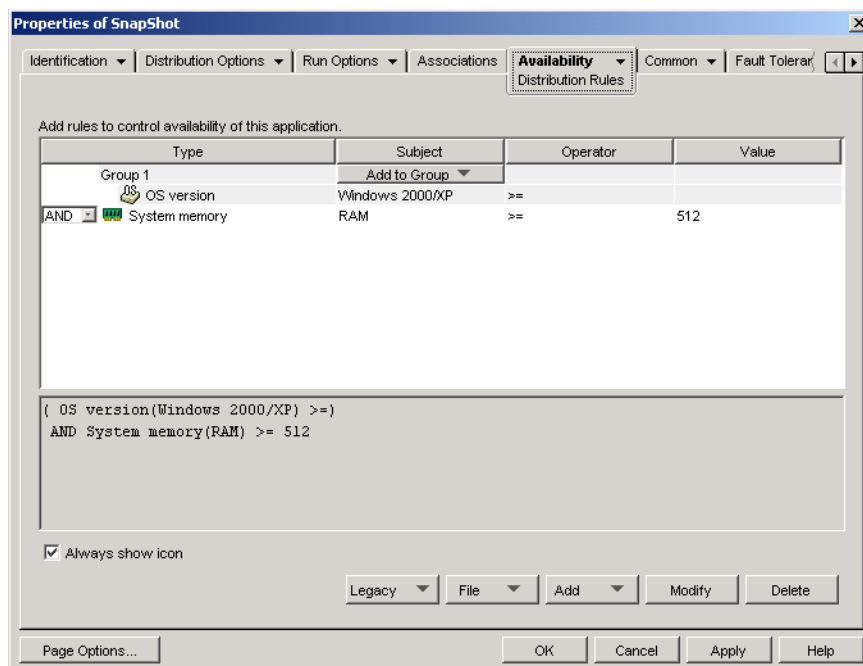 Properties of SnapShot
Identification Distribution Options Run Options Associations Availability Common Fault Toleran
Distribution Rules
Add rules to control availability of this application.
Type Subject Operator Value
Group 1 Add to Group
OS OS version Windows 2000/XP >=
AND System memory RAM >= 512
( OS version(Windows 2000/XP) >=)
AND System memory(RAM) >= 512
Always show icon
Legacy File Add Modify Delete
Page Options... OK Cancel Apply Help